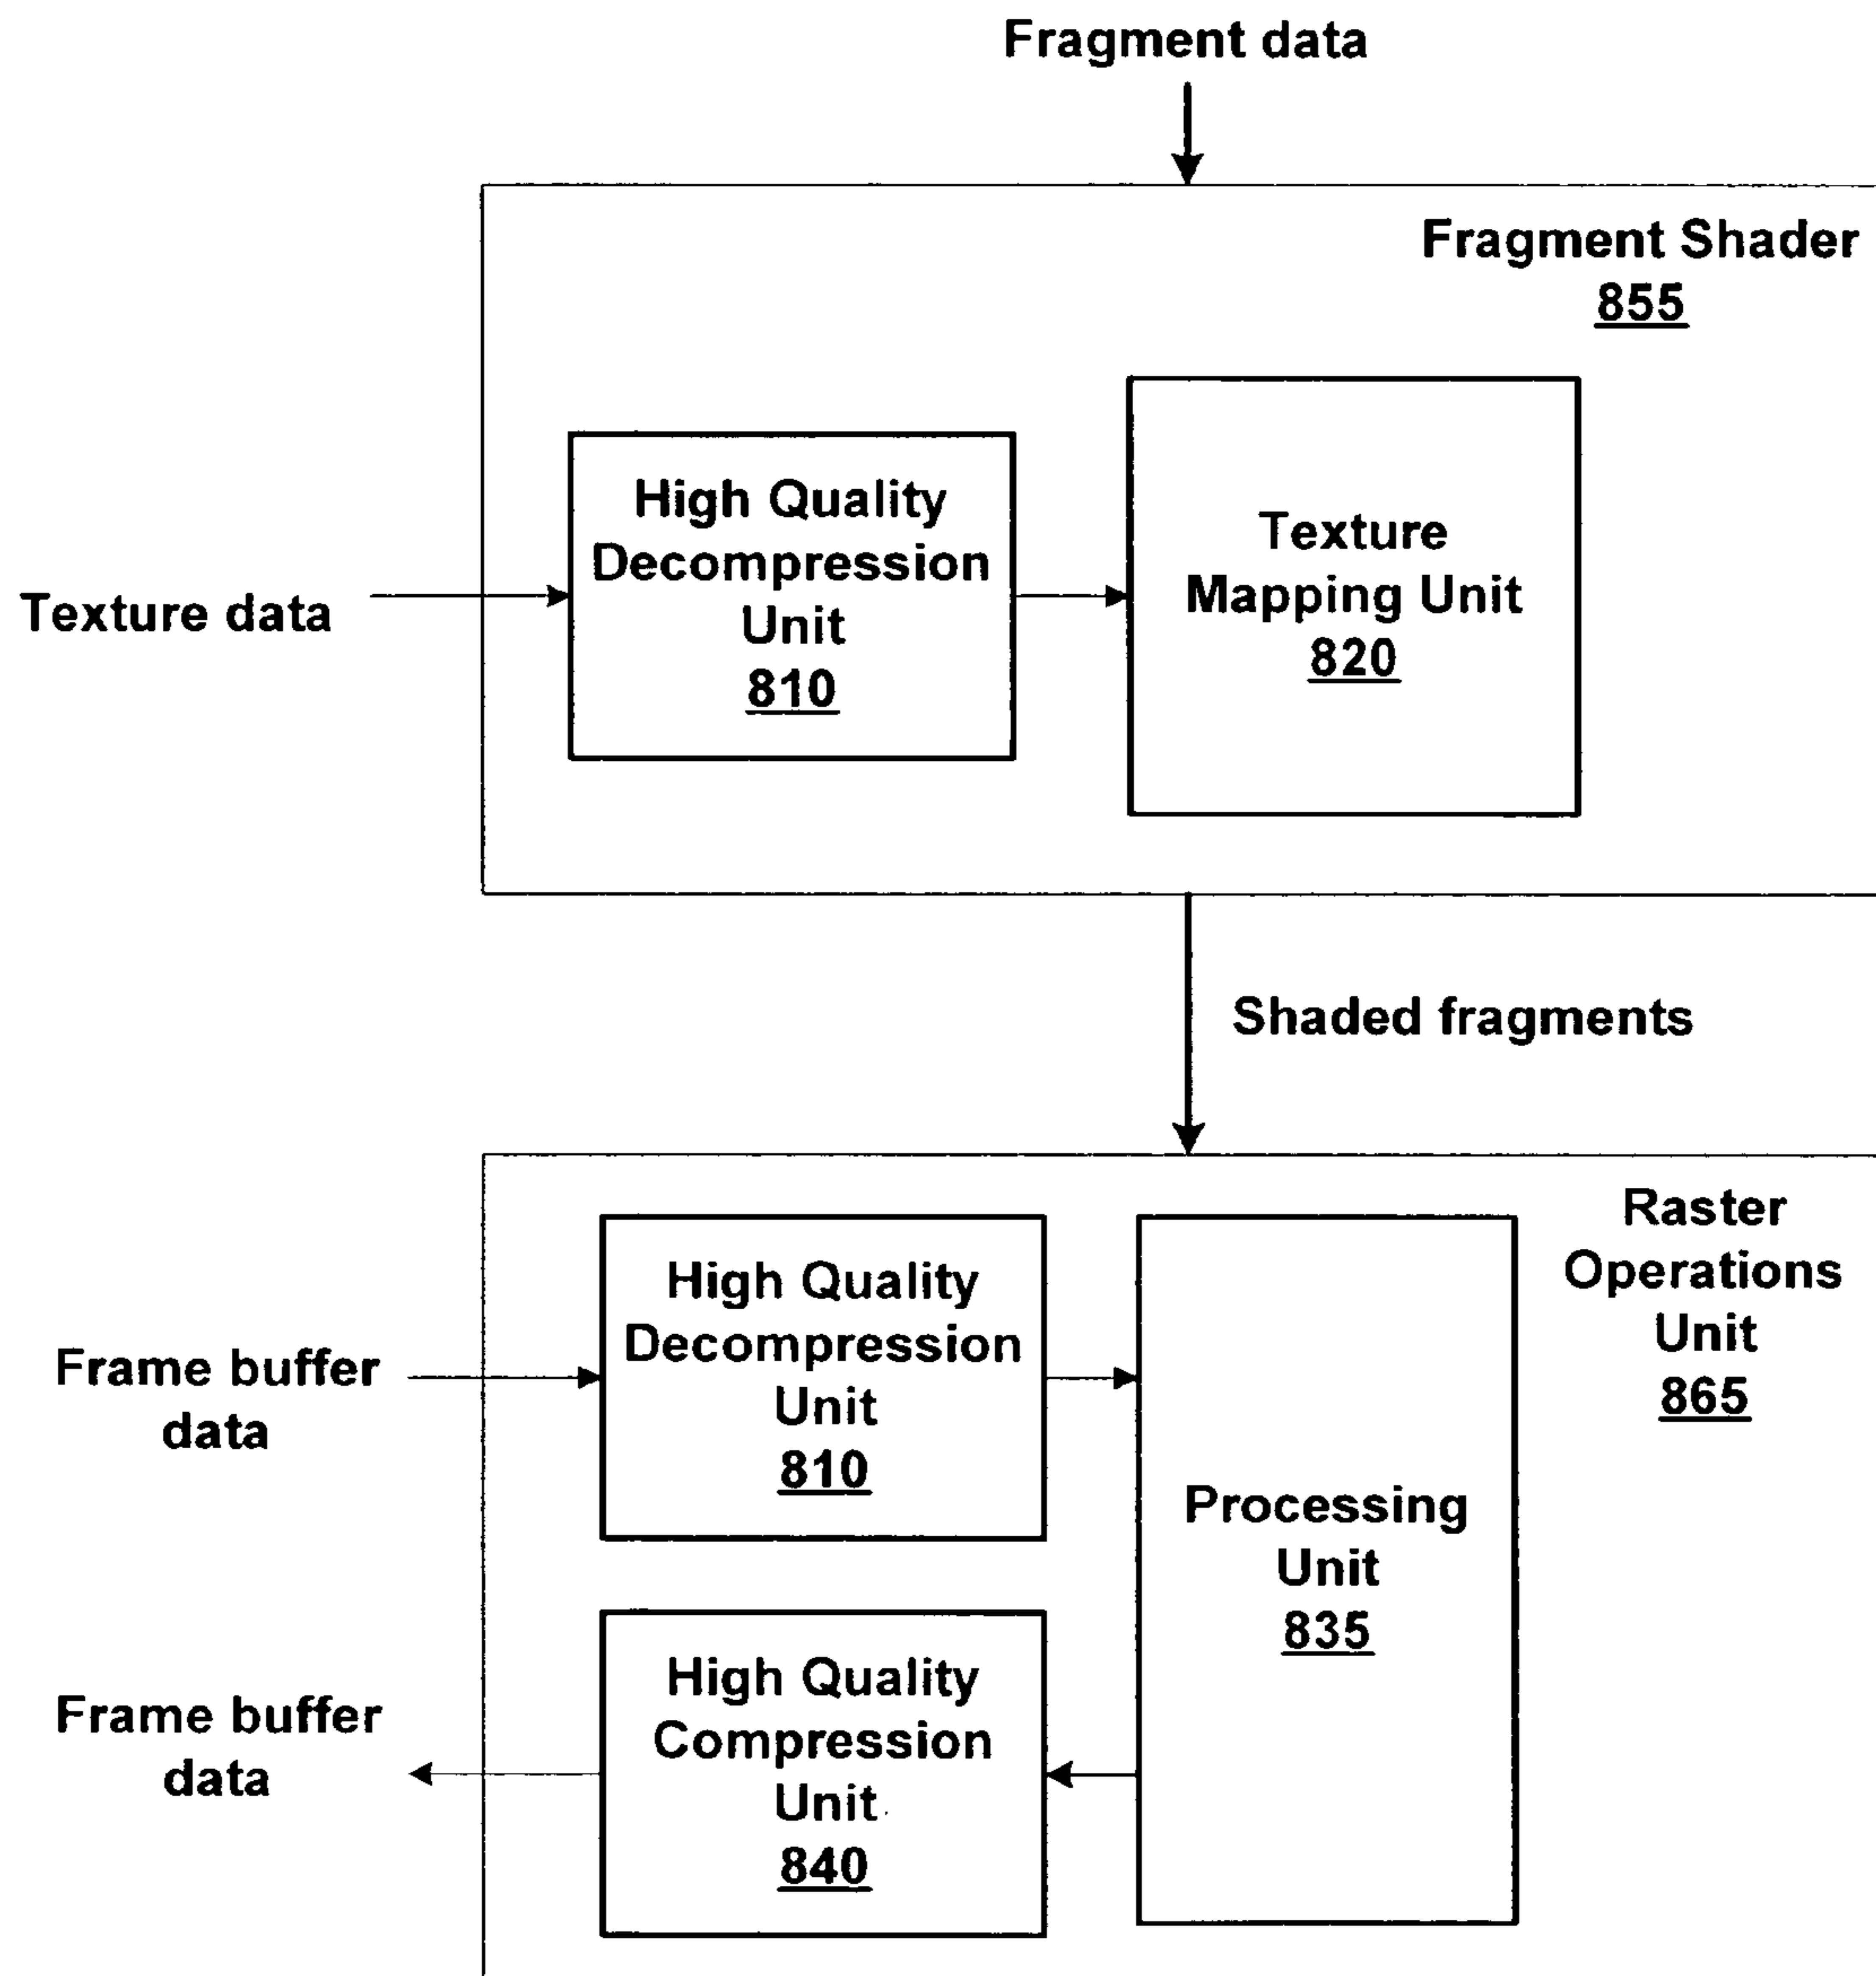 Fragment data
Fragment Shader
855
High Quality
Decompression
Unit
810
Texture
Mapping Unit
820
Texture data
Shaded fragments
Raster
Operations
Unit
865
High Quality
Decompression
Unit
810
Frame buffer
data
Processing
Unit
835
High Quality
Compression
Unit
840
Frame buffer
data